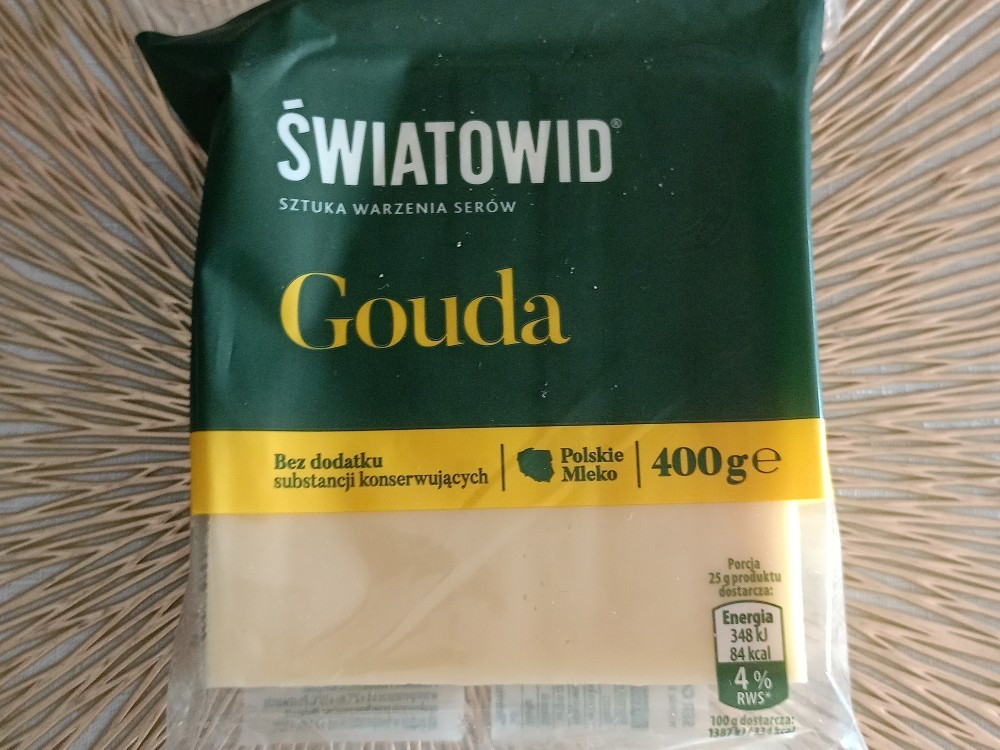 ŚWIATOWID®
SZTUKA WARZENIA SERÓW
Gouda
Bez dodatku
substancji konserwujących
Polskie
Mleko
400 g ℮
Porcja
25 g produktu
dostarcza:
Energia
348 kJ
84 kcal
4 %
RWS*
100 g dostarcza: